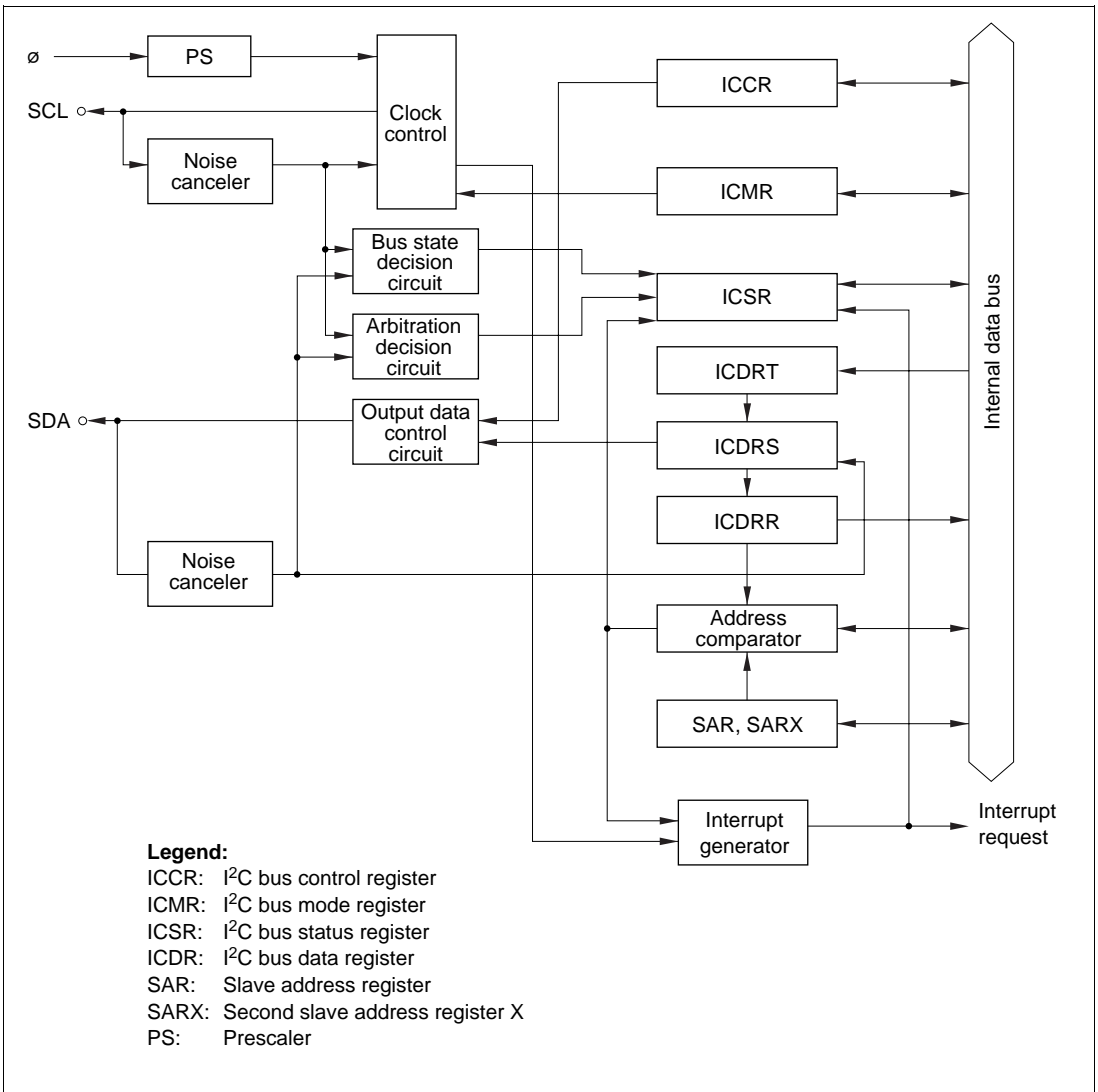 ø
PS
SCL
Clock
control
Noise
canceler
ICCR
ICMR
Bus state
decision
circuit
ICSR
Arbitration
decision
circuit
ICDRT
Internal data bus
SDA
Output data
control
circuit
ICDRS
ICDRR
Noise
canceler
Address
comparator
SAR, SARX
Interrupt
generator
Interrupt
request
Legend:
ICCR: I²C bus control register
ICMR: I²C bus mode register
ICSR: I²C bus status register
ICDR: I²C bus data register
SAR: Slave address register
SARX: Second slave address register X
PS: Prescaler